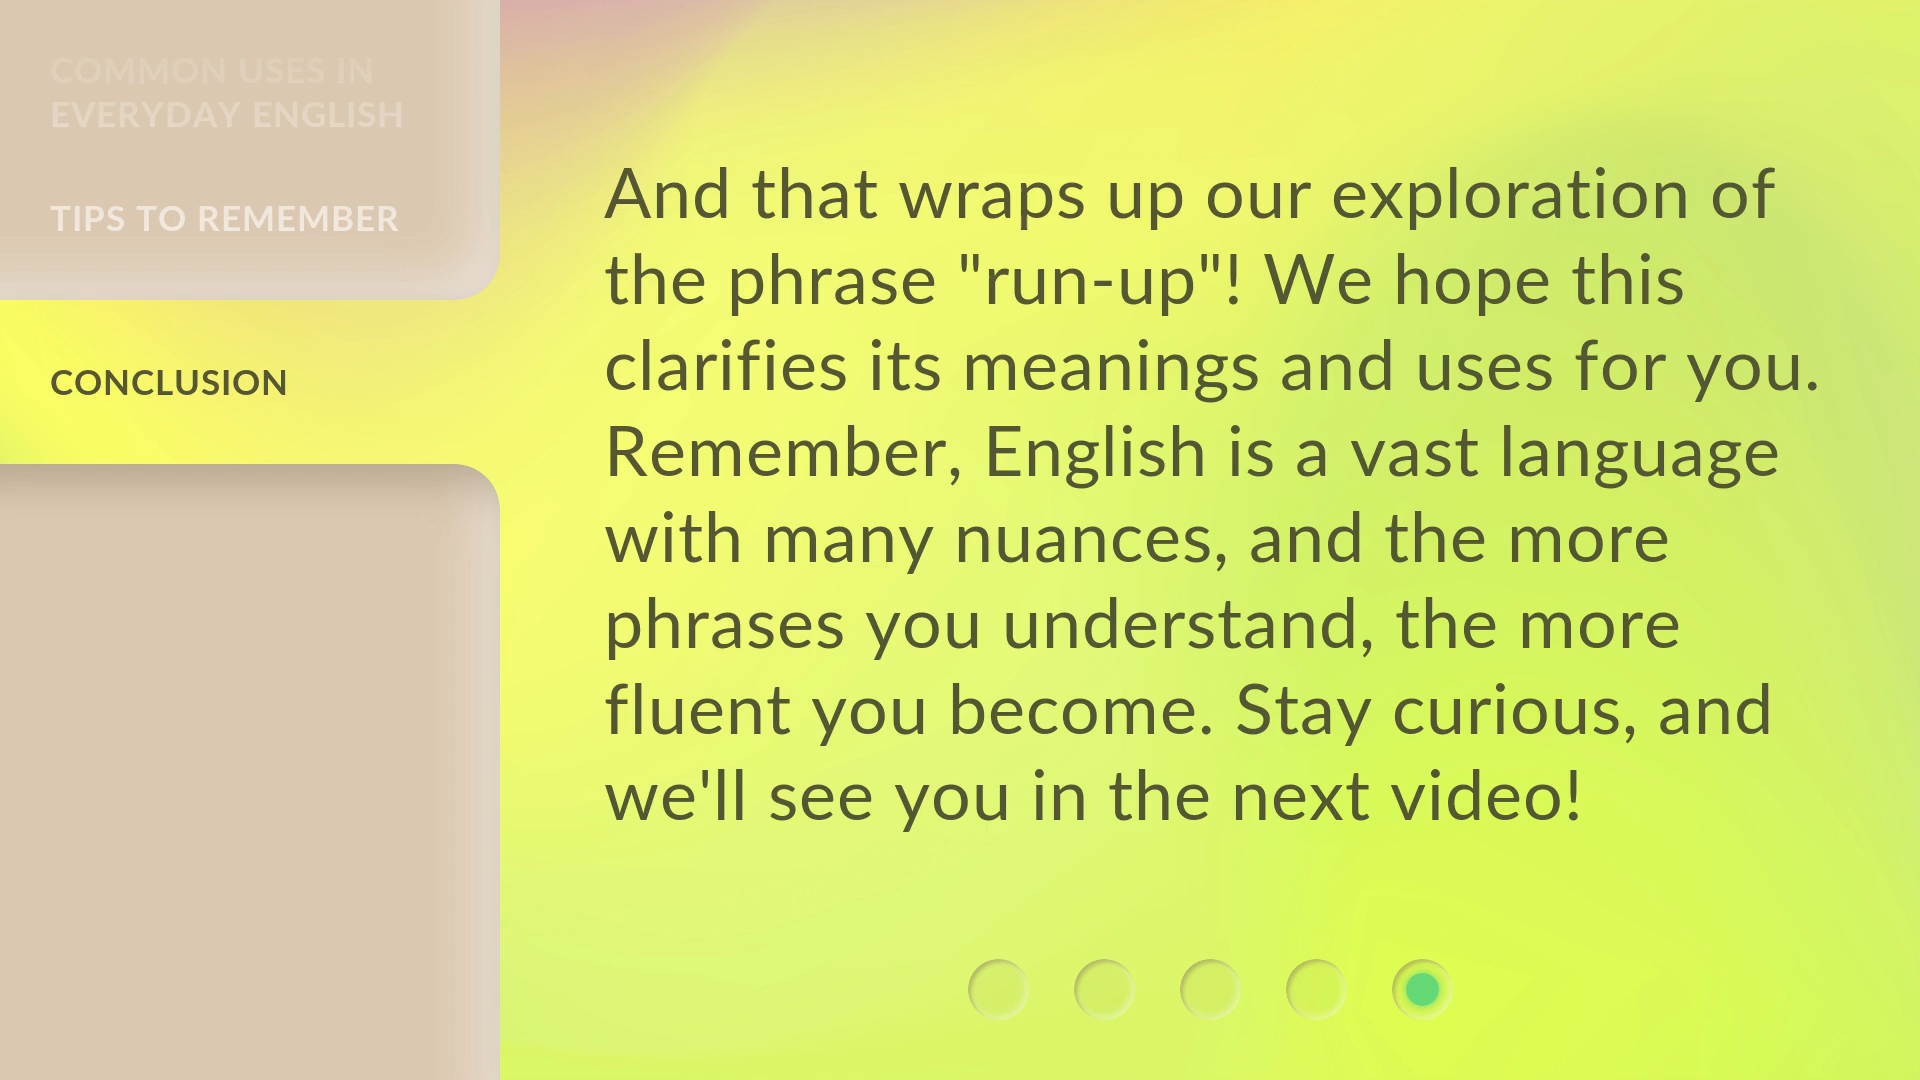 COMMON USES IN
EVERYDAY ENGLISH
TIPS TO REMEMBER
CONCLUSION
And that wraps up our exploration of
the phrase "run-up"! We hope this
clarifies its meanings and uses for you.
Remember, English is a vast language
with many nuances, and the more
phrases you understand, the more
fluent you become. Stay curious, and
we'll see you in the next video!